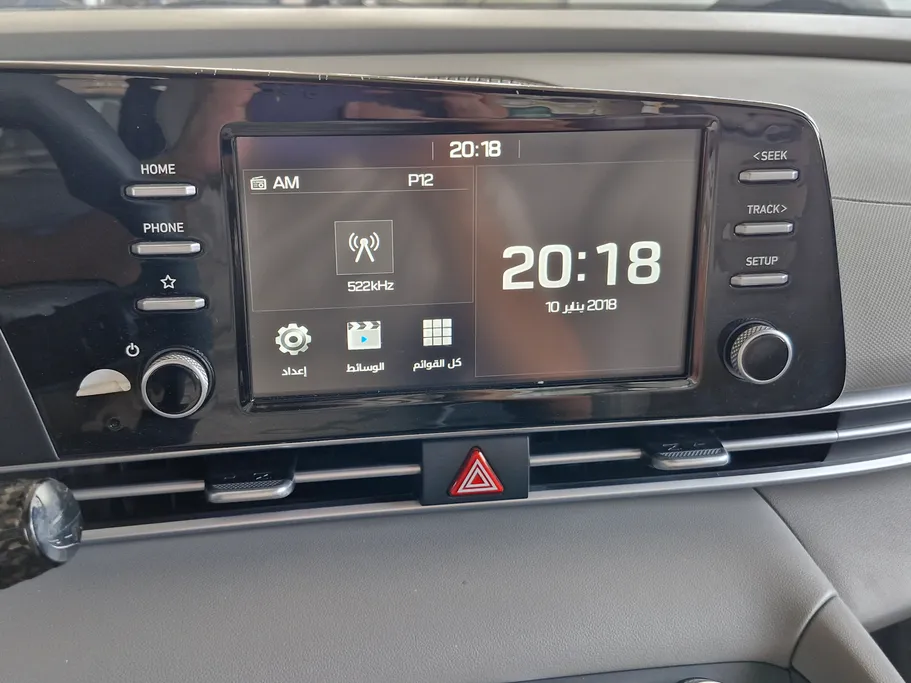 20:18
HOME
PHONE
AM P12
522kHz
إعداد
الوسائط
كل القوائم
20:18
10 يناير 2018
<SEEK
TRACK>
SETUP